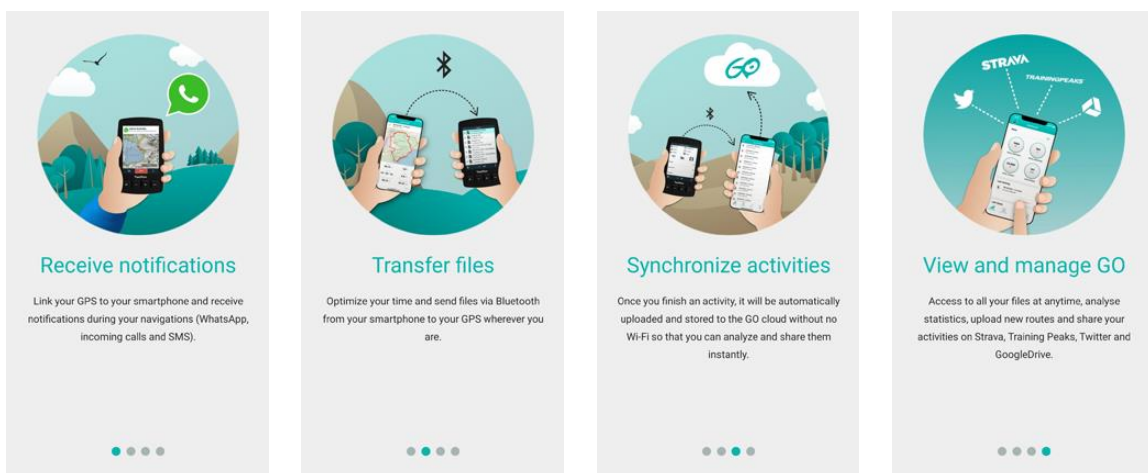 GO
STRAVA
TRAININGPEAKS
Receive notifications
Link your GPS to your smartphone and receive
notifications during your navigations (WhatsApp,
incoming calls and SMS).
Transfer files
Optimize your time and send files via Bluetooth
from your smartphone to your GPS wherever you
are.
Synchronize activities
Once you finish an activity, it will be automatically
uploaded and stored to the GO cloud without no
Wi-Fi so that you can analyze and share them
instantly.
View and manage GO
Access to all your files at anytime, analyse
statistics, upload new routes and share your
activities on Strava, Training Peaks, Twitter and
GoogleDrive.